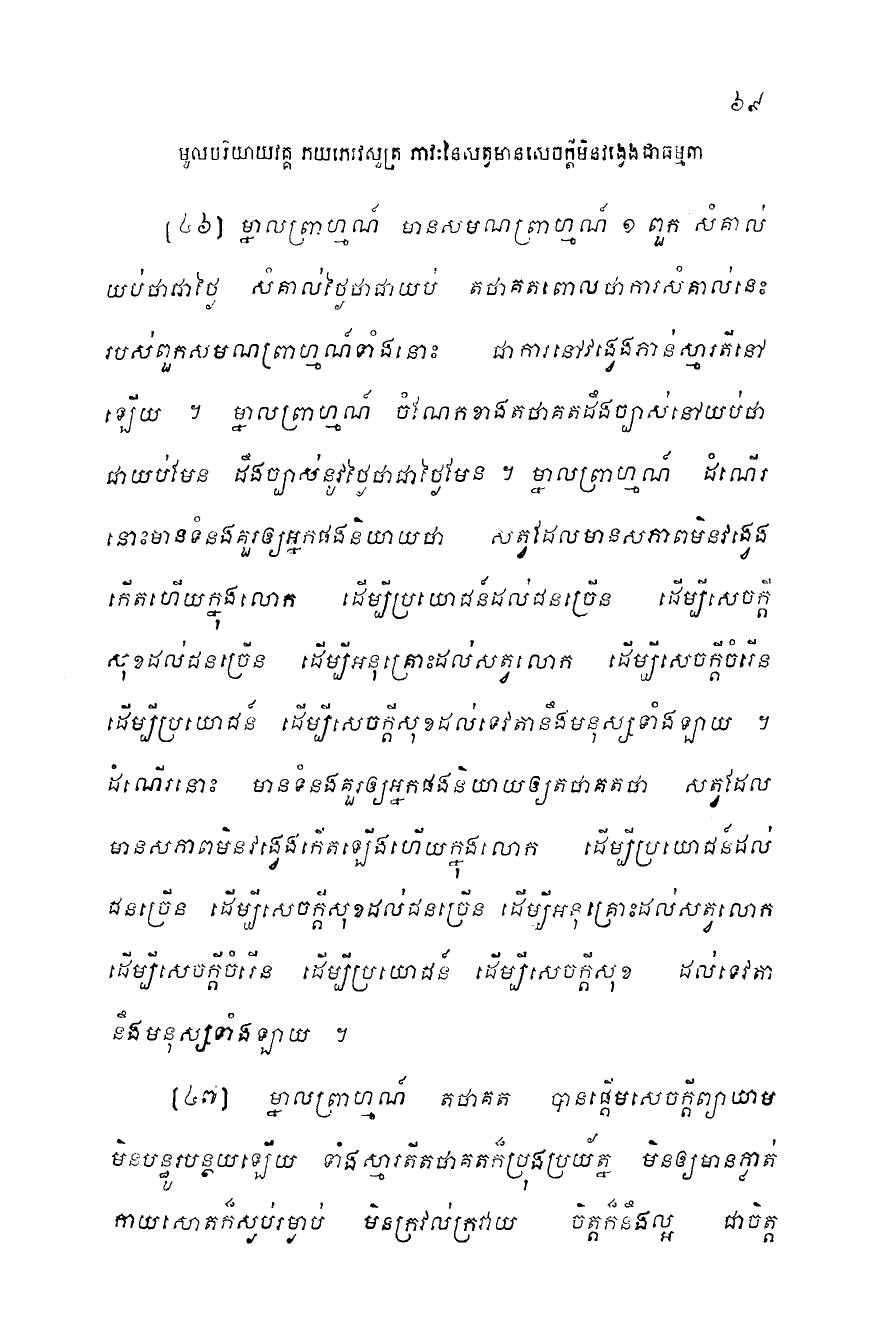 ៦៩
មូលបរិយាយវគ្គ ភយភេរវសូត្រ ភាវៈនៃសត្វមានសេចក្តីមិនវង្វេងជាធម្មតា
[៤៦] ម្នាលព្រាហ្មណ៍ មានសមណព្រាហ្មណ៍ ១ ពួក សំគាល់
យប់ថាជាថ្ងៃ សំគាល់ថ្ងៃថាជាយប់ តថាគតពោលថាការសំគាល់នេះ
របស់ពួកសមណព្រាហ្មណ៍ទាំងនោះ ជាការនៅវង្វេងភាន់ស្មារតីនៅ
ឡើយ ។ ម្នាលព្រាហ្មណ៍ ចំណែកខាងតថាគតដឹងច្បាស់នៅយប់ថា
ជាយប់មែន ដឹងច្បាស់នូវថ្ងៃថាជាថ្ងៃមែន ។ ម្នាលព្រាហ្មណ៍ ដំណើរ
នោះមានទំនងគួរឲ្យអ្នកផងនិយាយថា សត្វដែលមានសភាពមិនវង្វេង
កើតហើយក្នុងលោក ដើម្បីប្រយោជន៍ដល់ជនច្រើន ដើម្បីសេចក្តី
សុខដល់ជនច្រើន ដើម្បីអនុគ្រោះដល់សត្វលោក ដើម្បីសេចក្តីចំរើន
ដើម្បីប្រយោជន៍ ដើម្បីសេចក្តីសុខដល់ទេវតានឹងមនុស្សទាំងឡាយ ។
ដំណើរនោះ មានទំនងគួរឲ្យអ្នកផងនិយាយឲ្យតថាគតថា សត្វដែល
មានសភាពមិនវង្វេងកើតឡើងហើយក្នុងលោក ដើម្បីប្រយោជន៍ដល់
ជនច្រើន ដើម្បីសេចក្តីសុខដល់ជនច្រើន ដើម្បីអនុគ្រោះដល់សត្វលោក
ដើម្បីសេចក្តីចំរើន ដើម្បីប្រយោជន៍ ដើម្បីសេចក្តីសុខ ដល់ទេវតា
នឹងមនុស្សទាំងឡាយ ។
[៤៧] ម្នាលព្រាហ្មណ៍ តថាគត បានផ្តើមសេចក្តីព្យាយាម
មិនបន្ធូរបន្ថយឡើយ ទាំងស្មារតីតថាគតក៏ប្រុងប្រយ័ត្ន មិនឲ្យមានភ្លាត់
កាយសោតក៏ស្ងប់រម្ងាប់ មិនក្រវល់ក្រវាយ ចិត្តក៏នឹងល្អ ជាចិត្ត